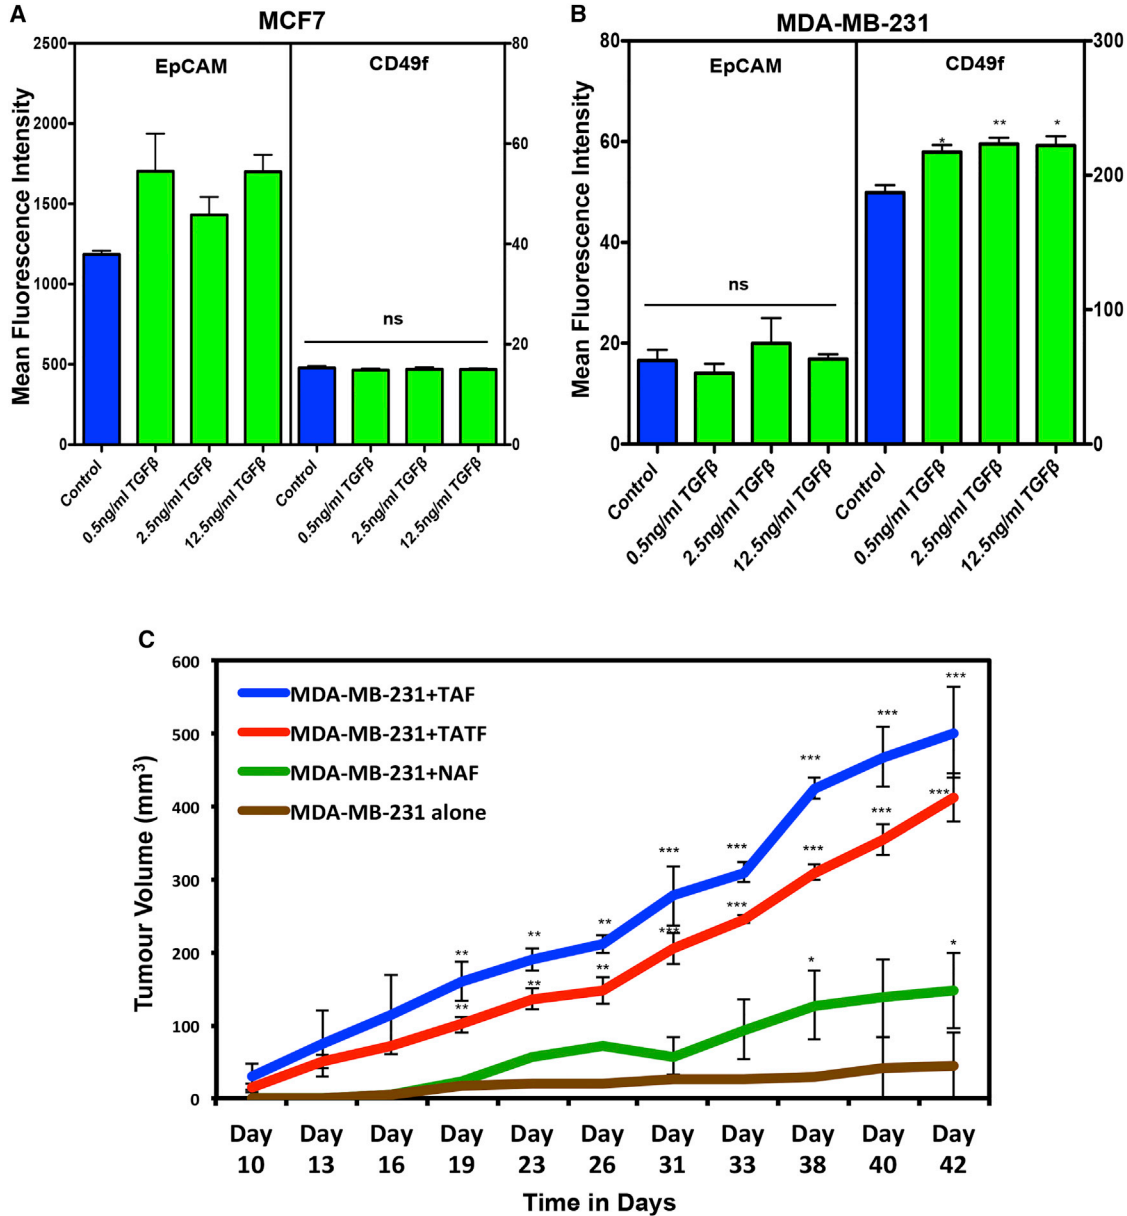 A
MCF7
EpCAM
CD49f
Mean Fluorescence Intensity
2500
2000
1500
1000
500
0
80
60
40
20
0
ns
Control
0.5ng/ml TGFβ
2.5ng/ml TGFβ
12.5ng/ml TGFβ
Control
0.5ng/ml TGFβ
2.5ng/ml TGFβ
12.5ng/ml TGFβ
B
MDA-MB-231
EpCAM
CD49f
Mean Fluorescence Intensity
80
60
40
20
0
300
200
100
0
ns
*
**
*
Control
0.5ng/ml TGFβ
2.5ng/ml TGFβ
12.5ng/ml TGFβ
Control
0.5ng/ml TGFβ
2.5ng/ml TGFβ
12.5ng/ml TGFβ
C
Tumour Volume (mm³)
600
500
400
300
200
100
0
MDA-MB-231+TAF
MDA-MB-231+TATF
MDA-MB-231+NAF
MDA-MB-231 alone
** ** ** *** *** *** *** ***
** ** ** *** *** *** *** ***
* *
Day Day Day Day Day Day Day Day Day Day Day
10 13 16 19 23 26 31 33 38 40 42
Time in Days